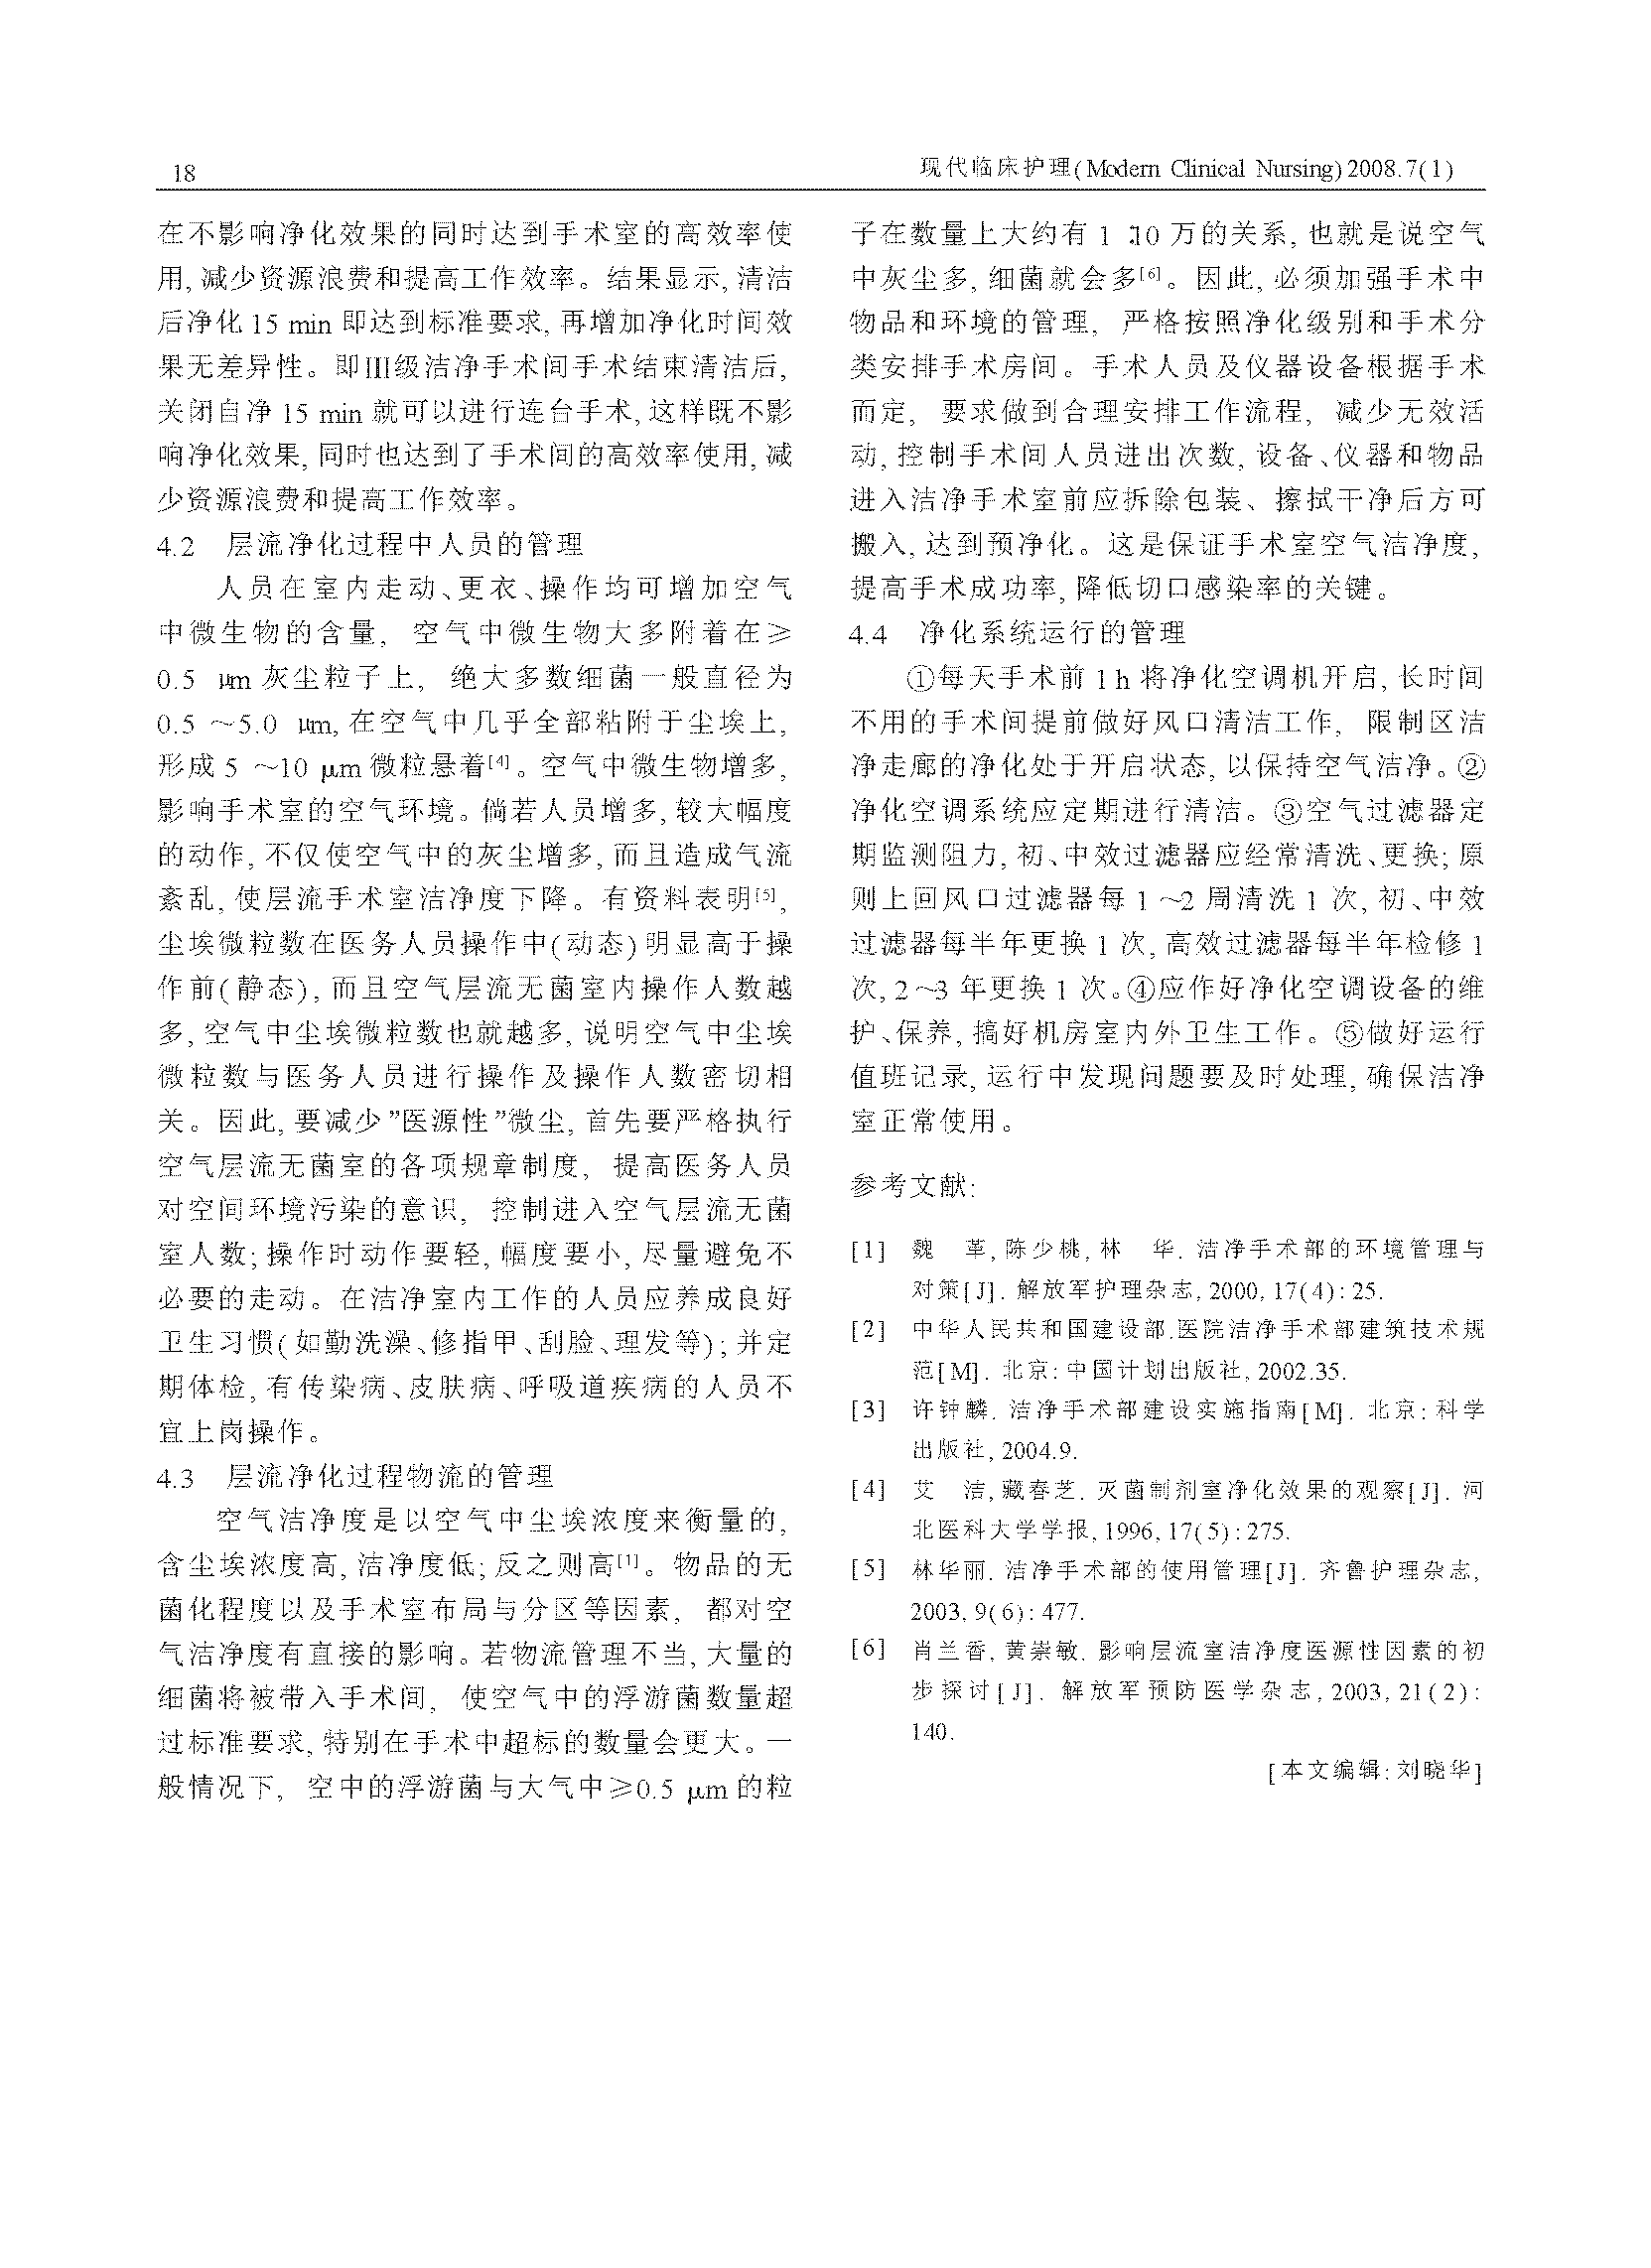 18
现代临床护理(Modern Clinical Nursing)2008.7(1)
在不影响净化效果的同时达到手术室的高效率使
用,减少资源浪费和提高工作效率。结果显示,清洁
后净化 15 min 即达到标准要求,再增加净化时间效
果无差异性。即Ⅲ级洁净手术间手术结束清洁后,
关闭自净 15 min 就可以进行连台手术,这样既不影
响净化效果,同时也达到了手术间的高效率使用,减
少资源浪费和提高工作效率。
4.2 层流净化过程中人员的管理
人员在室内走动、更衣、操作均可增加空气
中微生物的含量, 空气中微生物大多附着在≥
0.5 μm 灰尘粒子上, 绝大多数细菌一般直径为
0.5 ～5.0 μm,在空气中几乎全部粘附于尘埃上,
形成 5 ～10 μm 微粒悬着[4]。空气中微生物增多,
影响手术室的空气环境。倘若人员增多,较大幅度
的动作,不仅使空气中的灰尘增多,而且造成气流
紊乱,使层流手术室洁净度下降。有资料表明[5],
尘埃微粒数在医务人员操作中(动态)明显高于操
作前(静态),而且空气层流无菌室内操作人数越
多,空气中尘埃微粒数也就越多,说明空气中尘埃
微粒数与医务人员进行操作及操作人数密切相
关。因此,要减少”医源性”微尘,首先要严格执行
空气层流无菌室的各项规章制度, 提高医务人员
对空间环境污染的意识, 控制进入空气层流无菌
室人数;操作时动作要轻,幅度要小,尽量避免不
必要的走动。在洁净室内工作的人员应养成良好
卫生习惯(如勤洗澡、修指甲、刮脸、理发等);并定
期体检,有传染病、皮肤病、呼吸道疾病的人员不
宜上岗操作。
4.3 层流净化过程物流的管理
空气洁净度是以空气中尘埃浓度来衡量的,
含尘埃浓度高,洁净度低;反之则高[1]。物品的无
菌化程度以及手术室布局与分区等因素, 都对空
气洁净度有直接的影响。若物流管理不当,大量的
细菌将被带入手术间, 使空气中的浮游菌数量超
过标准要求,特别在手术中超标的数量会更大。一
般情况下, 空中的浮游菌与大气中≥0.5 μm 的粒
子在数量上大约有 1 ∶10 万的关系,也就是说空气
中灰尘多,细菌就会多[6]。因此,必须加强手术中
物品和环境的管理, 严格按照净化级别和手术分
类安排手术房间。手术人员及仪器设备根据手术
而定, 要求做到合理安排工作流程, 减少无效活
动,控制手术间人员进出次数,设备、仪器和物品
进入洁净手术室前应拆除包装、擦拭干净后方可
搬入,达到预净化。这是保证手术室空气洁净度,
提高手术成功率,降低切口感染率的关键。
4.4 净化系统运行的管理
①每天手术前 1 h 将净化空调机开启,长时间
不用的手术间提前做好风口清洁工作, 限制区洁
净走廊的净化处于开启状态,以保持空气洁净。②
净化空调系统应定期进行清洁。③空气过滤器定
期监测阻力,初、中效过滤器应经常清洗、更换;原
则上回风口过滤器每 1 ～2 周清洗 1 次,初、中效
过滤器每半年更换 1 次,高效过滤器每半年检修 1
次,2 ～3 年更换 1 次。④应作好净化空调设备的维
护、保养,搞好机房室内外卫生工作。⑤做好运行
值班记录,运行中发现问题要及时处理,确保洁净
室正常使用。
参考文献:
[1] 魏 革,陈少桃,林 华. 洁净手术部的环境管理与
对策[J]. 解放军护理杂志,2000,17(4):25.
[2] 中华人民共和国建设部.医院洁净手术部建筑技术规
范[M]. 北京:中国计划出版社,2002.35.
[3] 许钟麟. 洁净手术部建设实施指南[M]. 北京:科学
出版社,2004.9.
[4] 艾 洁,藏春芝. 灭菌制剂室净化效果的观察[J]. 河
北医科大学学报,1996,17(5):275.
[5] 林华丽. 洁净手术部的使用管理[J]. 齐鲁护理杂志,
2003,9(6):477.
[6] 肖兰香,黄崇敏. 影响层流室洁净度医源性因素的初
步探讨[J]. 解放军预防医学杂志,2003,21(2):
140.
[本文编辑:刘晓华]